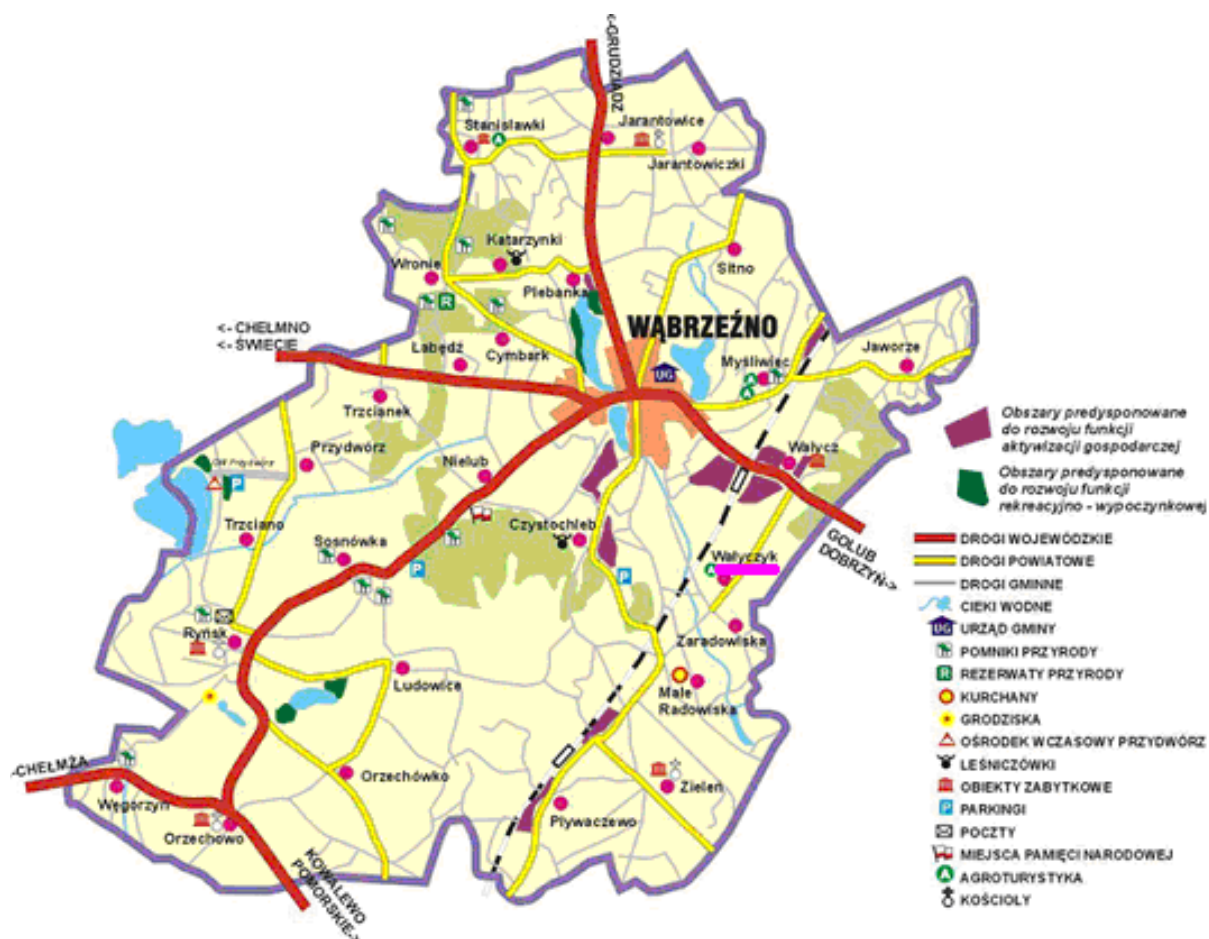 <-GRUDZIĄDZ
Stanisławki
Jarantowice
Jarantowiczki
Katarzynki
Wronie
Plebanka
Sitno
<- CHEŁMNO
<- ŚWIECIE
WĄBRZEŹNO
UG
Łabędź
Cymbark
Myśliwiec
Jaworze
Trzcianek
Przydwórz
Nielub
Wałycz
OW Przydwórz
Trzciano
Sosnówka
Czystochleb
Wałyczyk
GOLUB
DOBRZYŃ->
Ryńsk
Zaradowiska
Ludowice
Małe
Radowiska
-CHEŁMŻA
Orzechówko
Zieleń
Węgorzyn
Orzechowo
Pływaczewo
KOWALEWO
POMORSKIE->
Obszary predysponowane
do rozwoju funkcji
aktywizacji gospodarczej
Obszary predysponowane
do rozwoju funkcji
rekreacyjno - wypoczynkowej
DROGI WOJEWÓDZKIE
DROGI POWIATOWE
DROGI GMINNE
CIEKI WODNE
UG URZĄD GMINY
POMNIKI PRZYRODY
R REZERWATY PRZYRODY
KURCHANY
GRODZISKA
OŚRODEK WCZASOWY PRZYDWÓRZ
LEŚNICZÓWKI
OBIEKTY ZABYTKOWE
P PARKINGI
POCZTY
MIEJSCA PAMIĘCI NARODOWEJ
A AGROTURYSTYKA
KOŚCIOŁY